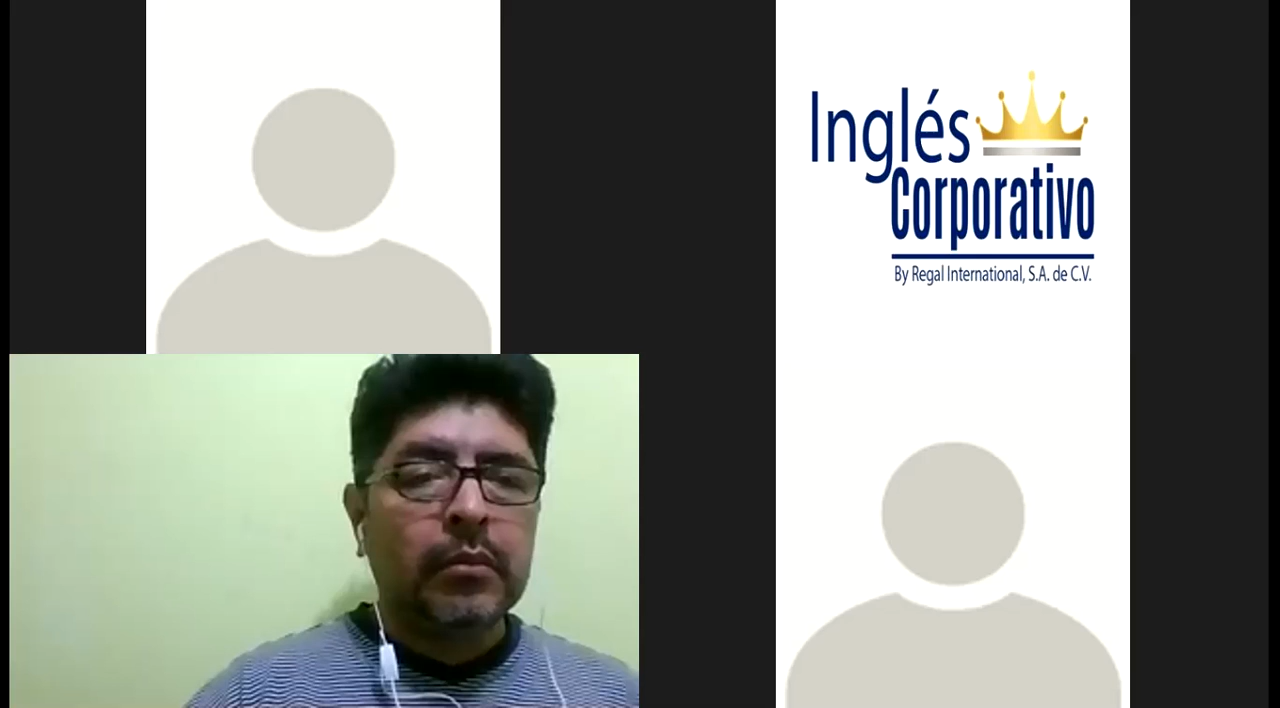 Inglés
Corporativo
By Regal International, S.A. de C.V.